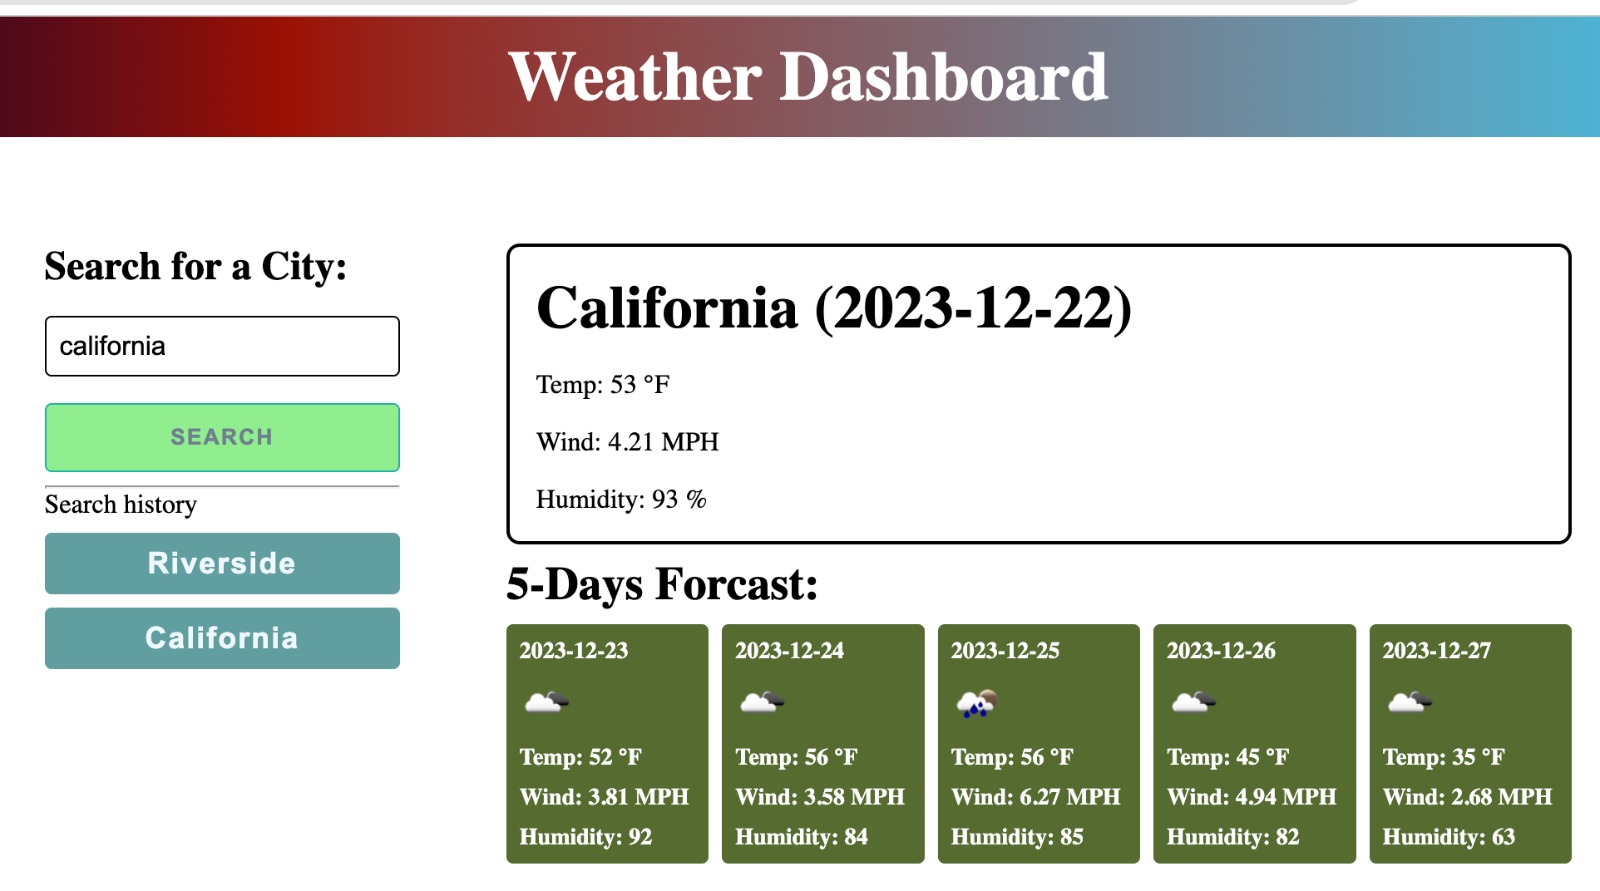 Weather Dashboard
Search for a City:
california
SEARCH
Search history
Riverside
California
California (2023-12-22)
Temp: 53 °F
Wind: 4.21 MPH
Humidity: 93 %
5-Days Forcast:
2023-12-23
Temp: 52 °F
Wind: 3.81 MPH
Humidity: 92
2023-12-24
Temp: 56 °F
Wind: 3.58 MPH
Humidity: 84
2023-12-25
Temp: 56 °F
Wind: 6.27 MPH
Humidity: 85
2023-12-26
Temp: 45 °F
Wind: 4.94 MPH
Humidity: 82
2023-12-27
Temp: 35 °F
Wind: 2.68 MPH
Humidity: 63